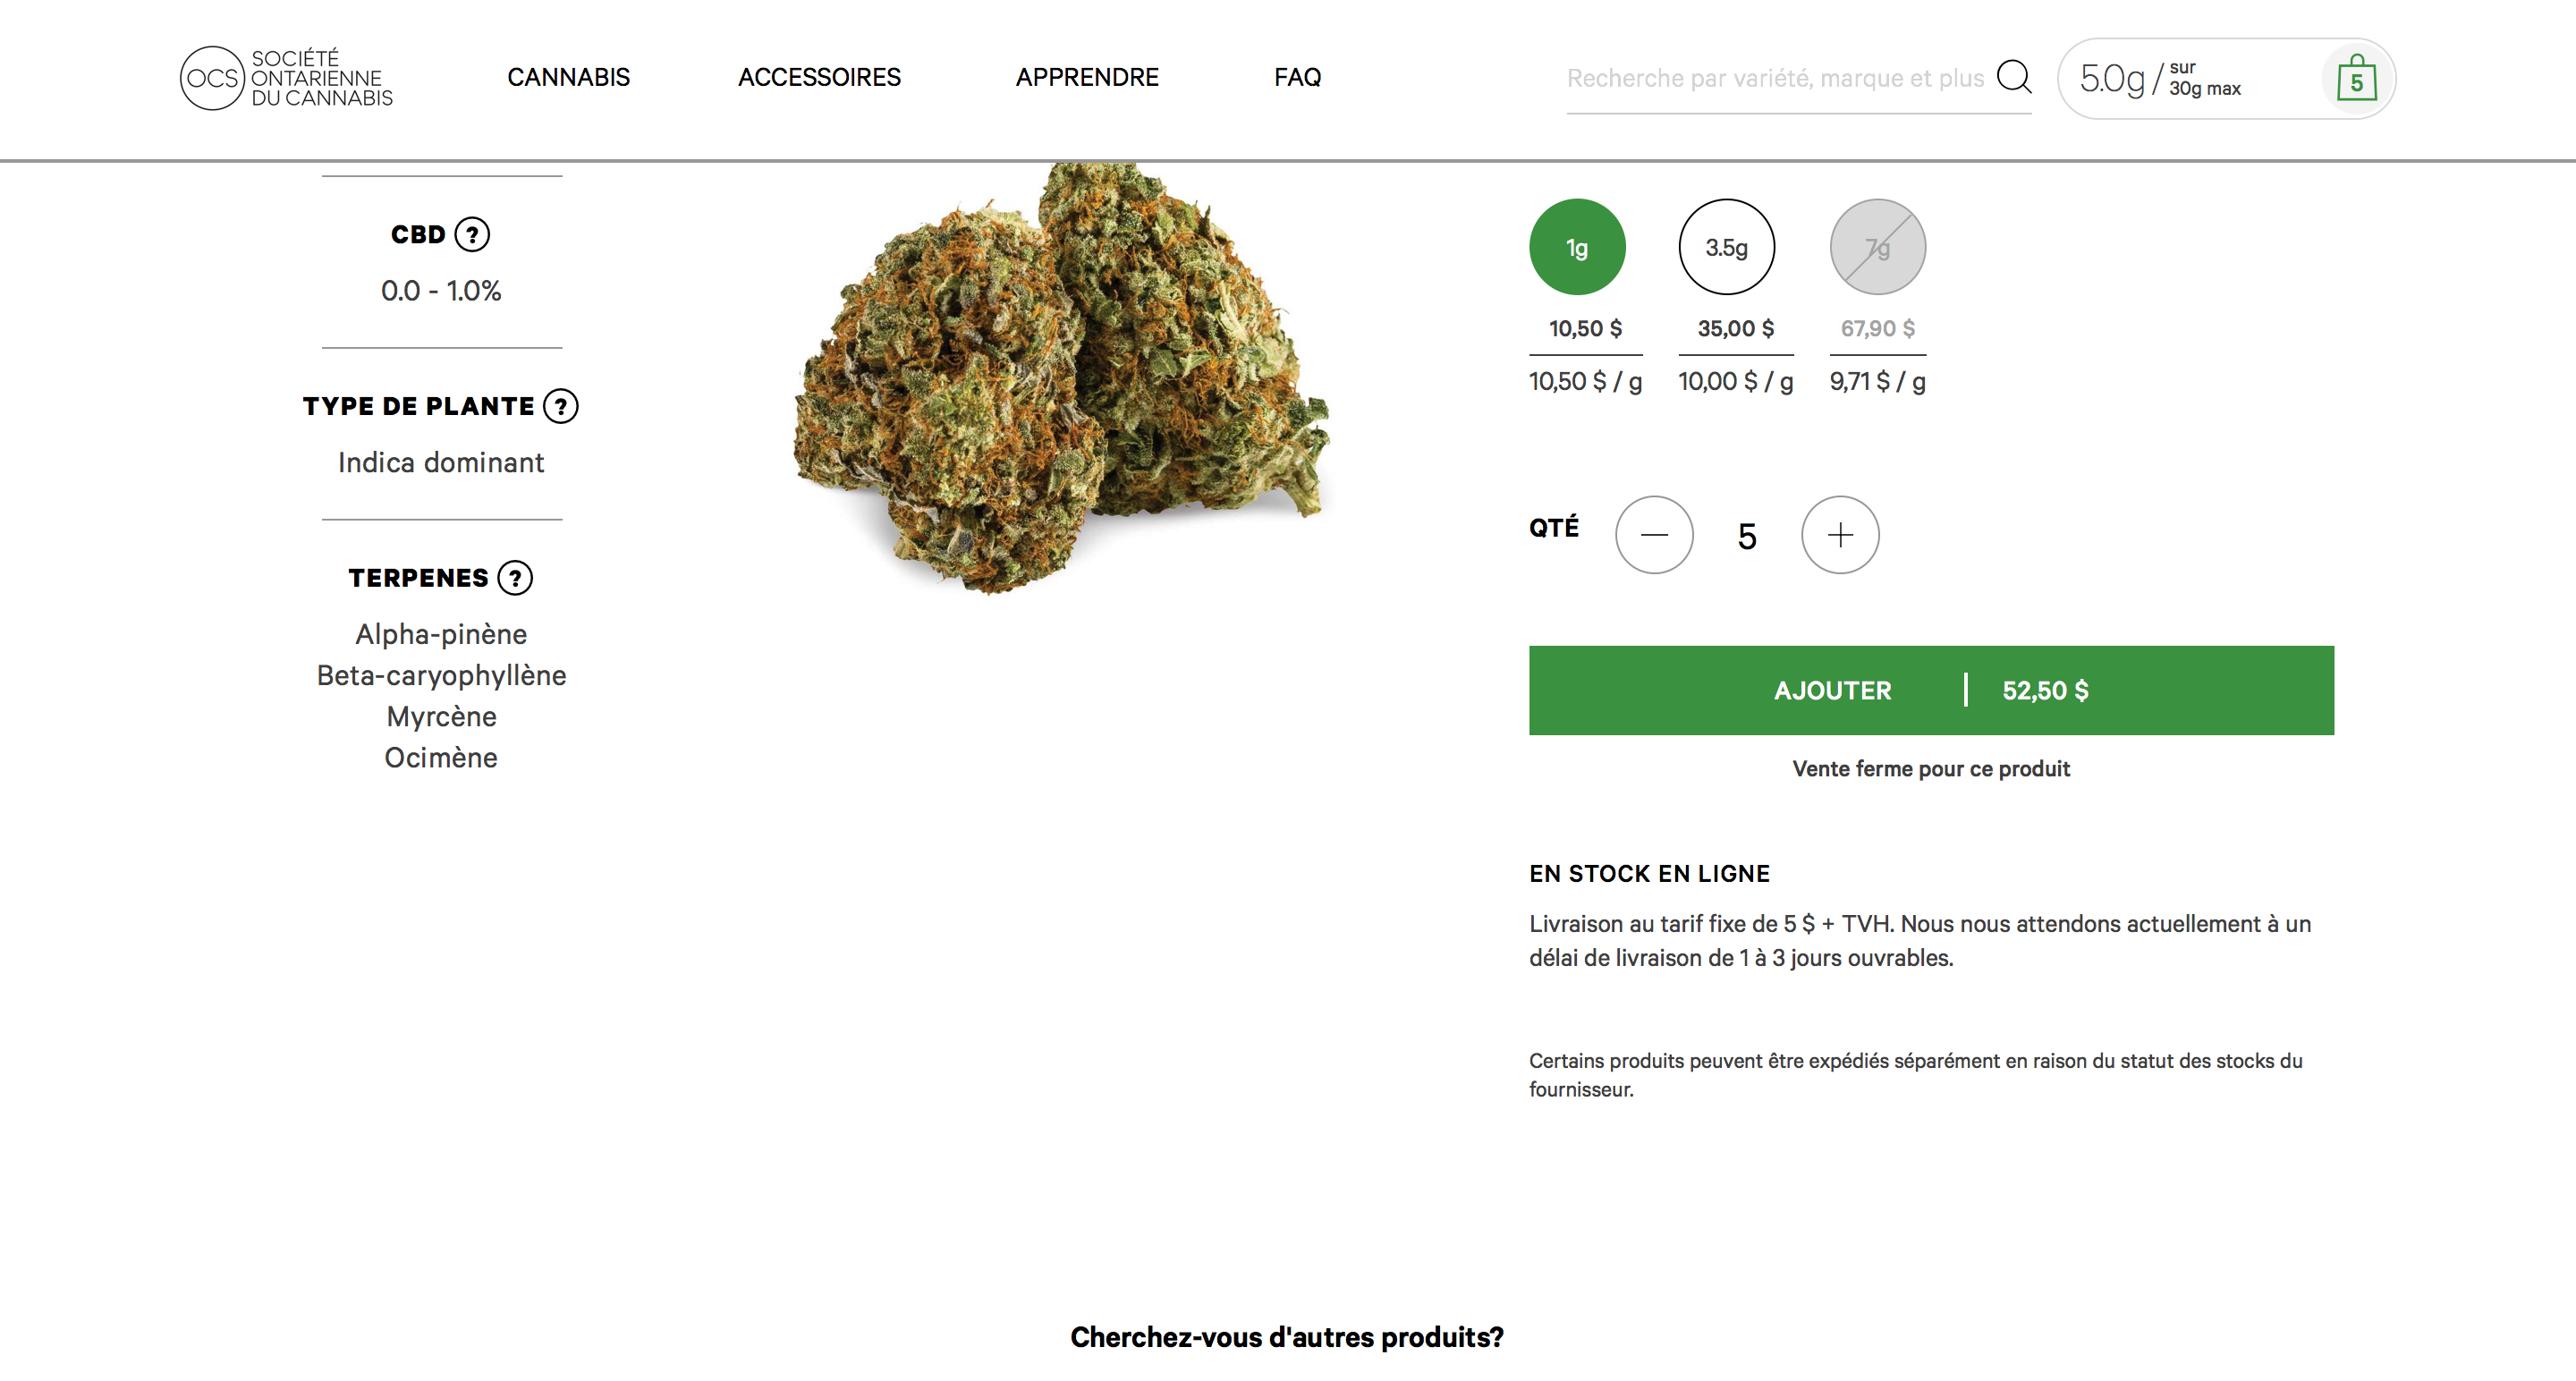 OCS
SOCIÉTÉ
ONTARIENNE
DU CANNABIS
CANNABIS
ACCESSOIRES
APPRENDRE
FAQ
Recherche par variété, marque et plus
5.0g /
sur
30g max
5
CBD ?
0.0 - 1.0%
TYPE DE PLANTE ?
Indica dominant
TERPENES ?
Alpha-pinène
Beta-caryophyllène
Myrcène
Ocimène
1g
3.5g
7g
10,50 $
35,00 $
67,90 $
10,50 $ / g
10,00 $ / g
9,71 $ / g
QTÉ
5
AJOUTER
52,50 $
Vente ferme pour ce produit
EN STOCK EN LIGNE
Livraison au tarif fixe de 5 $ + TVH. Nous nous attendons actuellement à un
délai de livraison de 1 à 3 jours ouvrables.
Certains produits peuvent être expédiés séparément en raison du statut des stocks du
fournisseur.
Cherchez-vous d'autres produits?